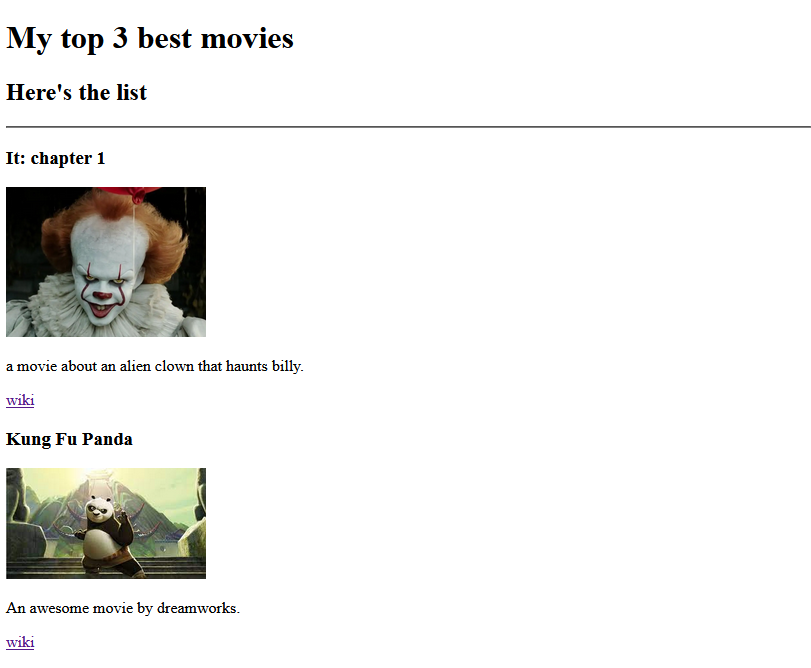 My top 3 best movies
Here's the list
It: chapter 1
a movie about an alien clown that haunts billy.
wiki
Kung Fu Panda
An awesome movie by dreamworks.
wiki